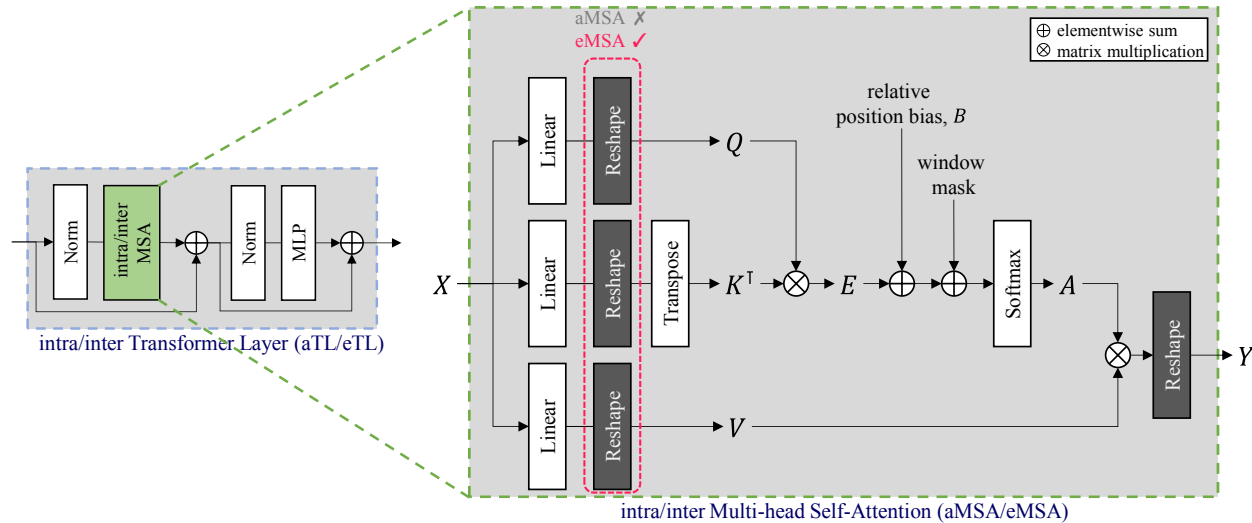 aMSA ✗
eMSA ✓
⊕ elementwise sum
⊗ matrix multiplication
Linear
Reshape
Q
relative
position bias, B
window
mask
Norm
intra/inter
MSA
Norm
MLP
X
Linear
Reshape
Transpose
K⊺
E
Softmax
A
Reshape
Y
intra/inter Transformer Layer (aTL/eTL)
Linear
Reshape
V
intra/inter Multi-head Self-Attention (aMSA/eMSA)